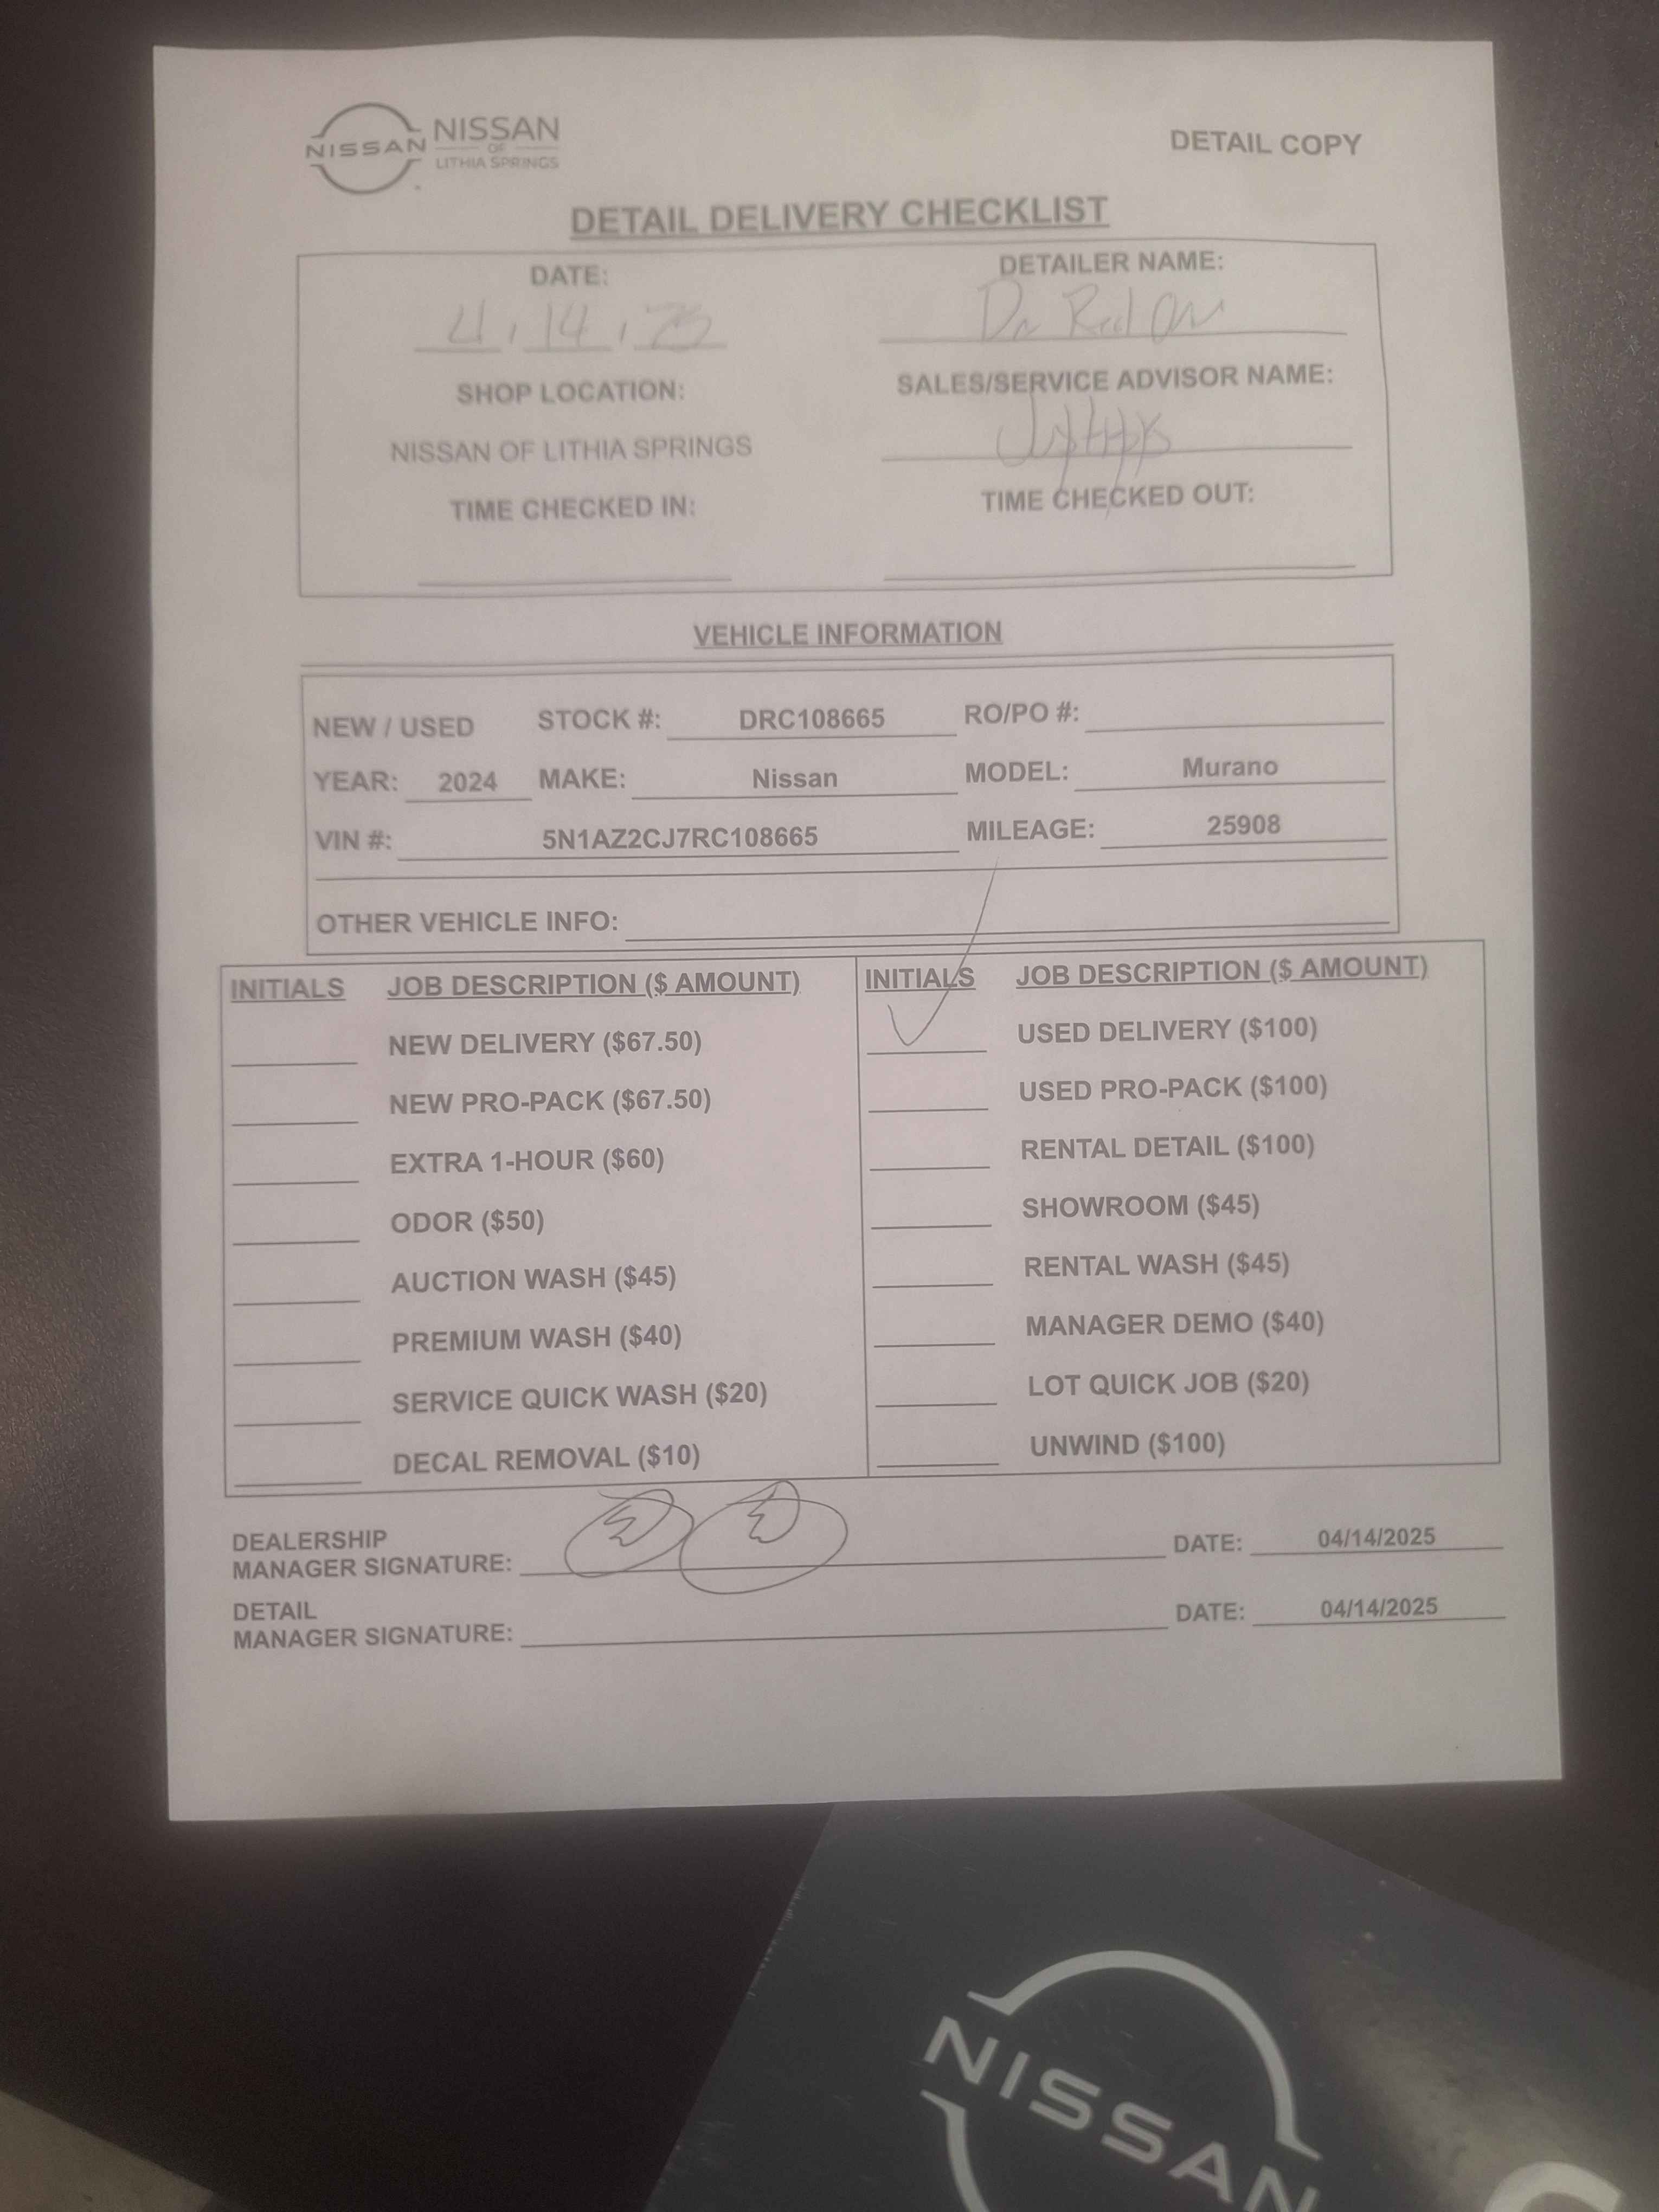 NISSAN
NISSAN
OF
LITHIA SPRINGS
DETAIL COPY
DETAIL DELIVERY CHECKLIST
DATE:
4 , 14 , 25
DETAILER NAME:
SHOP LOCATION:
NISSAN OF LITHIA SPRINGS
SALES/SERVICE ADVISOR NAME:
TIME CHECKED IN:
TIME CHECKED OUT:
VEHICLE INFORMATION
NEW / USED STOCK #: DRC108665 RO/PO #:
YEAR: 2024 MAKE: Nissan MODEL: Murano
VIN #: 5N1AZ2CJ7RC108665 MILEAGE: 25908
OTHER VEHICLE INFO:
INITIALS JOB DESCRIPTION ($ AMOUNT) INITIALS JOB DESCRIPTION ($ AMOUNT)
NEW DELIVERY ($67.50) USED DELIVERY ($100)
NEW PRO-PACK ($67.50) USED PRO-PACK ($100)
EXTRA 1-HOUR ($60) RENTAL DETAIL ($100)
ODOR ($50) SHOWROOM ($45)
AUCTION WASH ($45) RENTAL WASH ($45)
PREMIUM WASH ($40) MANAGER DEMO ($40)
SERVICE QUICK WASH ($20) LOT QUICK JOB ($20)
DECAL REMOVAL ($10) UNWIND ($100)
DEALERSHIP
MANAGER SIGNATURE: DATE: 04/14/2025
DETAIL
MANAGER SIGNATURE: DATE: 04/14/2025
NISSAN